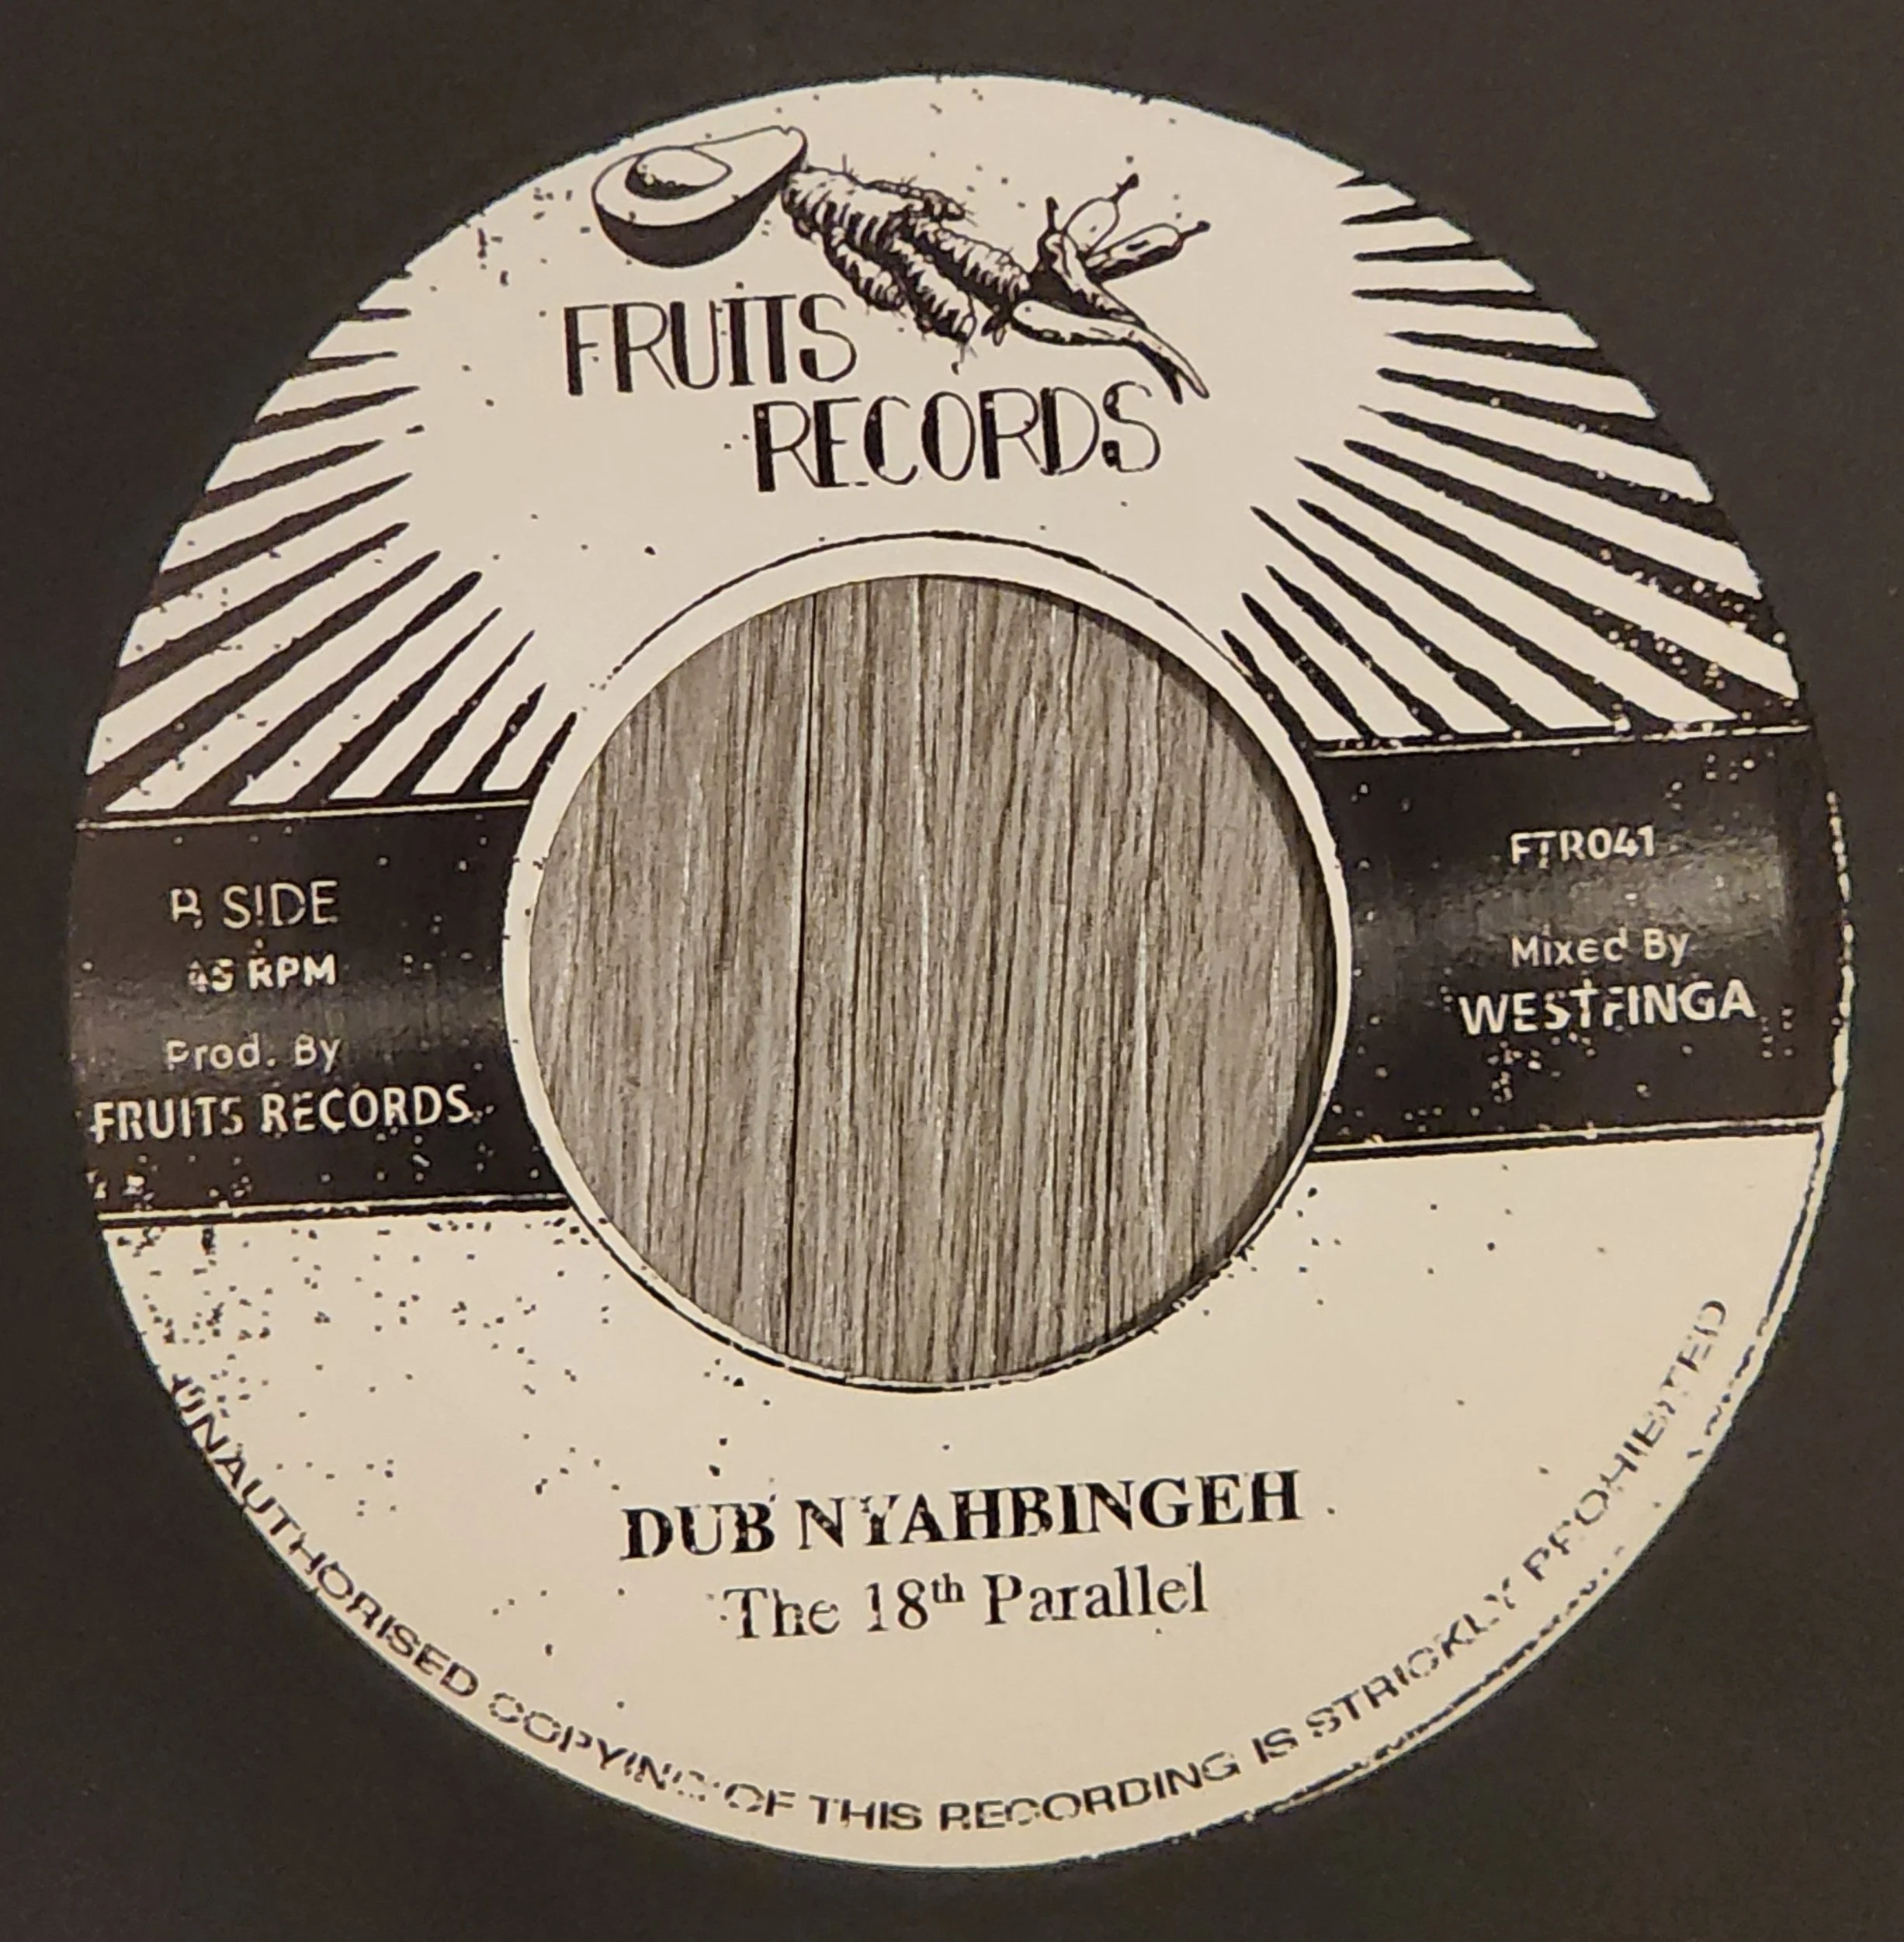 FRUITS
RECORDS
B SIDE
45 RPM
Prod. By
FRUITS RECORDS
FTR041
Mixed By
WESTFINGA
DUB NYAHBINGEH
The 18th Parallel
UNAUTHORISED COPYING OF THIS RECORDING IS STRICKLY PROHIBITED